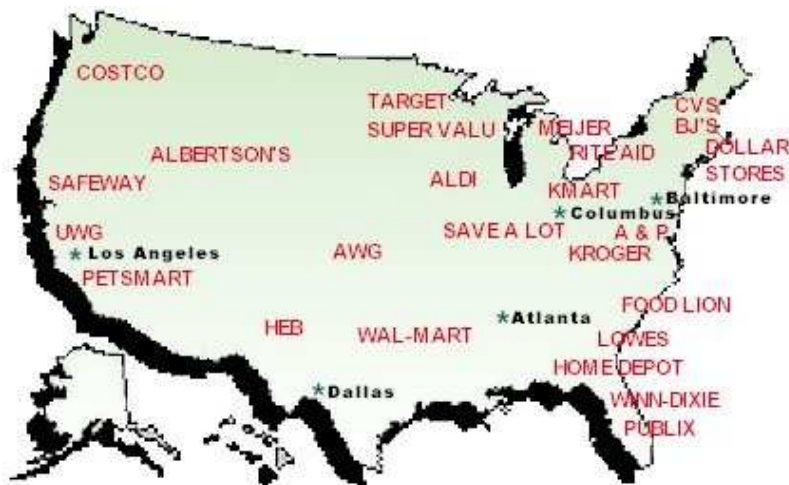 COSTCO
TARGET
CVS
SUPER VALU
MEIJER
BJ'S
ALBERTSON'S
RITE AID
DOLLAR
STORES
SAFEWAY
ALDI
KMART
*Baltimore
*Columbus
UWG
SAVE A LOT
A & P
* Los Angeles
AWG
KROGER
PETSMART
FOOD LION
*Atlanta
HEB
WAL-MART
LOWES
HOME DEPOT
*Dallas
WINN-DIXIE
PUBLIX